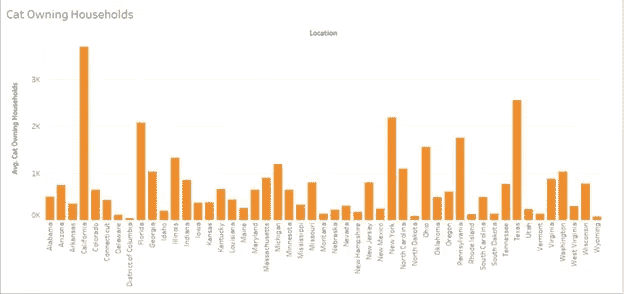 Cat Owning Households
Location
Avg. Cat Owning Households
3K
2K
1K
0K
Alabama
Arizona
Arkansas
California
Colorado
Connecticut
Delaware
District of Columbia
Florida
Georgia
Idaho
Illinois
Indiana
Iowa
Kansas
Kentucky
Louisiana
Maine
Maryland
Massachusetts
Michigan
Minnesota
Mississippi
Missouri
Montana
Nebraska
Nevada
New Hampshire
New Jersey
New Mexico
New York
North Carolina
North Dakota
Ohio
Oklahoma
Oregon
Pennsylvania
Rhode Island
South Carolina
South Dakota
Tennessee
Texas
Utah
Vermont
Virginia
Washington
West Virginia
Wisconsin
Wyoming